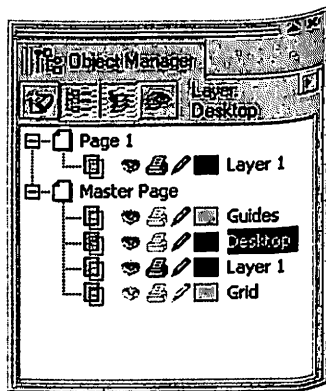 Object Manager
Layer:
Desktop
Page 1
Layer 1
Master Page
Guides
Desktop
Layer 1
Grid